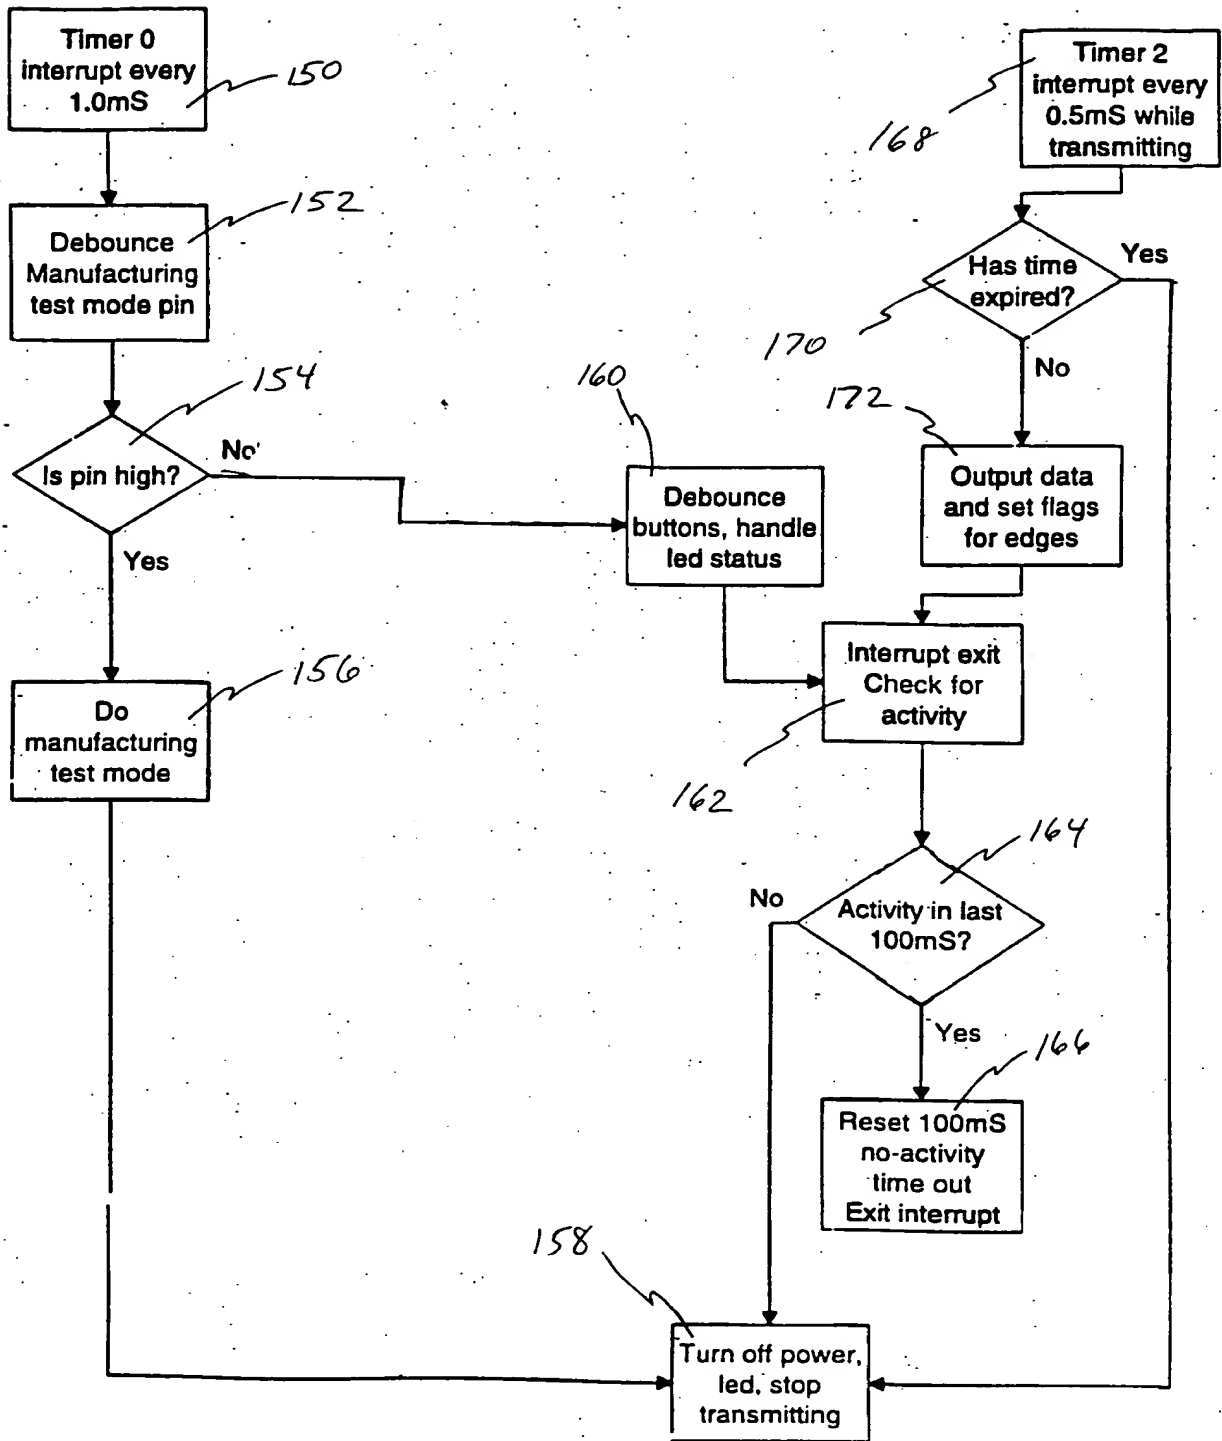 Timer 0
interrupt every
1.0mS
150
Debounce
Manufacturing
test mode pin
152
Is pin high?
154
No
Yes
Do
manufacturing
test mode
156
Debounce
buttons, handle
led status
160
Timer 2
interrupt every
0.5mS while
transmitting
168
Has time
expired?
170
Yes
No
Output data
and set flags
for edges
172
Interrupt exit
Check for
activity
162
Activity in last
100mS?
164
No
Yes
Reset 100mS
no-activity
time out
Exit interrupt
166
Turn off power,
led, stop
transmitting
158